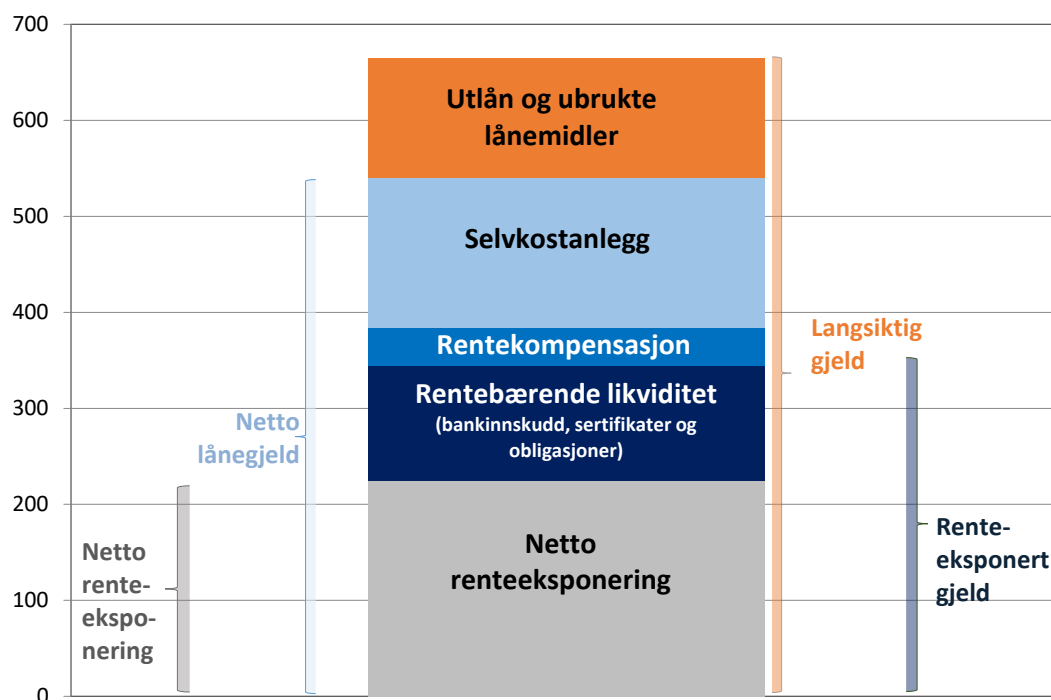 700
600
500
400
300
200
100
0
Utlån og ubrukte
lånemidler
Selvkostanlegg
Rentekompensasjon
Rentebærende likviditet
(bankinnskudd, sertifikater og
obligasjoner)
Netto
renteeksponering
Netto
lånegjeld
Netto
rente-
ekspo-
nering
Langsiktig
gjeld
Rente-
eksponert
gjeld